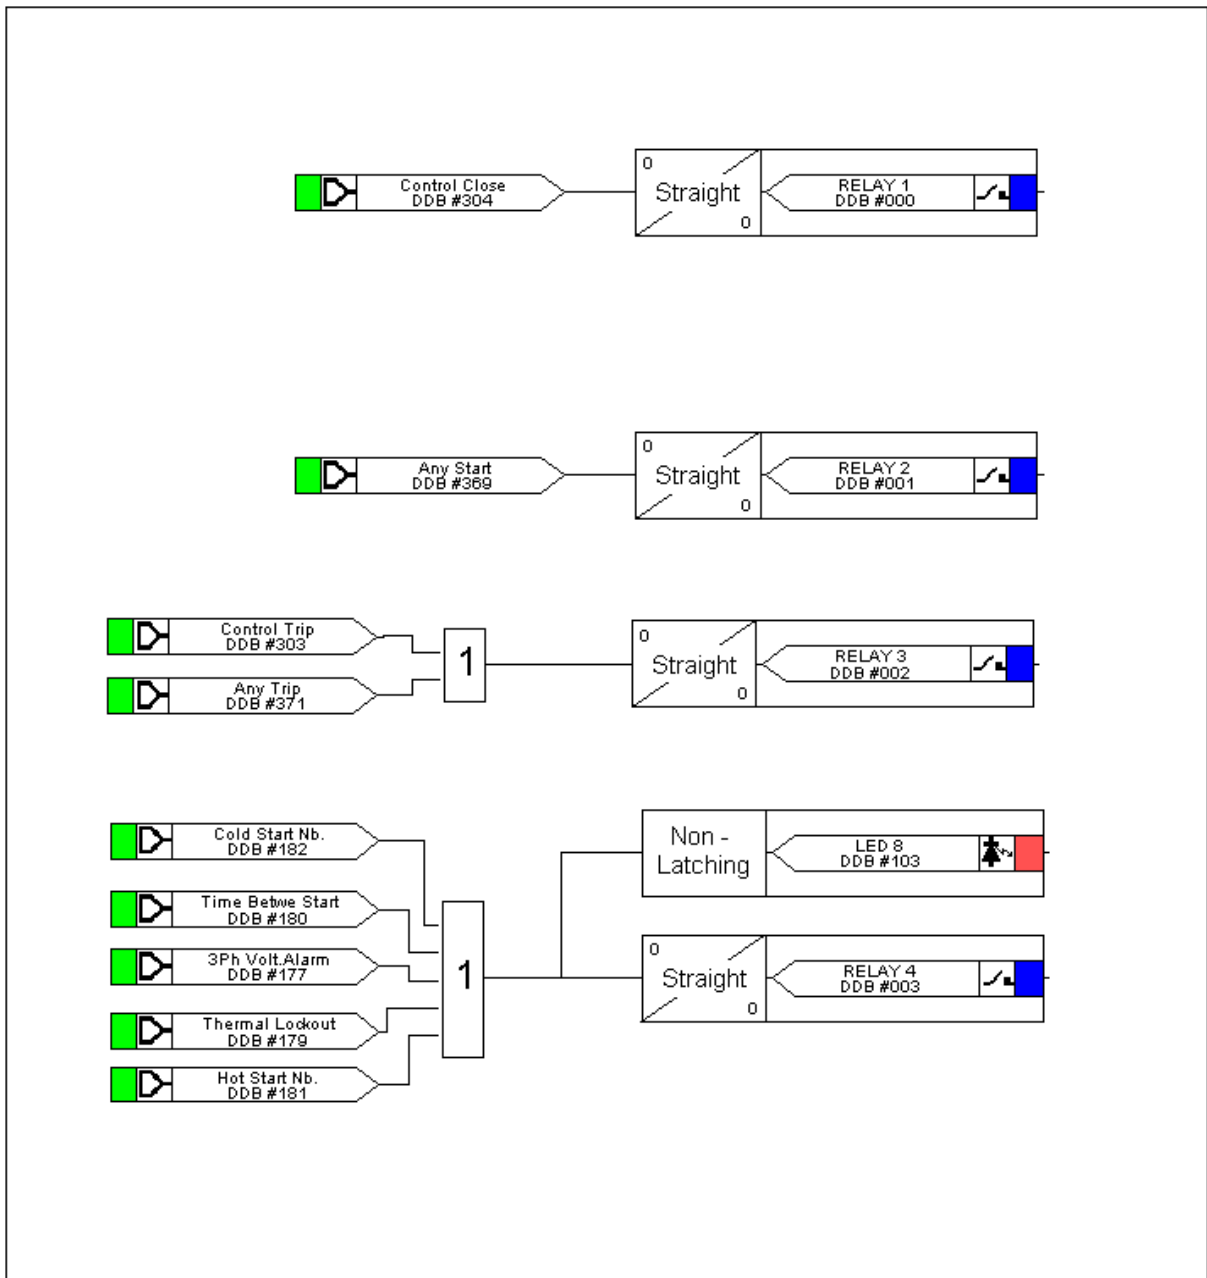 Control Close
DDB #304
0
Straight
0
RELAY 1
DDB #000
Any Start
DDB #369
0
Straight
0
RELAY 2
DDB #001
Control Trip
DDB #303
Any Trip
DDB #371
1
0
Straight
0
RELAY 3
DDB #002
Cold Start Nb.
DDB #182
Time Betwe Start
DDB #180
3Ph Volt.Alarm
DDB #177
Thermal Lockout
DDB #179
Hot Start Nb.
DDB #181
1
Non -
Latching
LED 8
DDB #103
0
Straight
0
RELAY 4
DDB #003